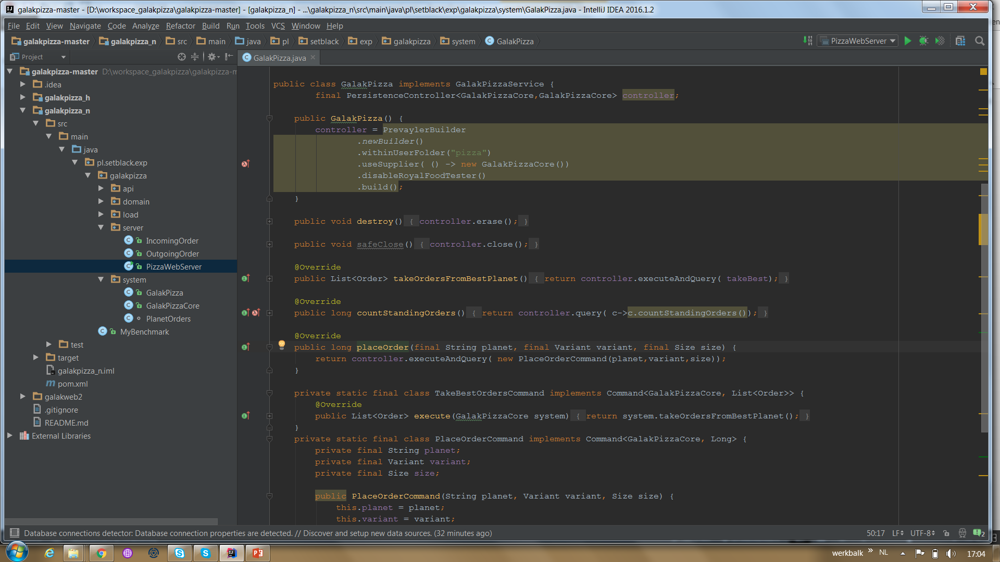 galakpizza-master - [D:\workspace_galakpizza\galakpizza-master] - [galakpizza_n] - ...\galakpizza_n\src\main\java\pl\setblack\exp\galakpizza\system\GalakPizza.java - IntelliJ IDEA 2016.1.2
File Edit View Navigate Code Analyze Refactor Build Run Tools VCS Window Help
galakpizza-master galakpizza_n src main java pl setblack exp galakpizza system GalakPizza PizzaWebServer
Project
GalakPizza.java
galakpizza-master D:\workspace_galakpizza\galakpizza-m
.idea
galakpizza_h
galakpizza_n
src
main
java
pl.setblack.exp
galakpizza
api
domain
load
server
IncomingOrder
OutgoingOrder
PizzaWebServer
system
GalakPizza
GalakPizzaCore
PlanetOrders
MyBenchmark
test
target
galakpizza_n.iml
pom.xml
galakweb2
.gitignore
README.md
External Libraries
public class GalakPizza implements GalakPizzaService {
final PersistenceController<GalakPizzaCore,GalakPizzaCore> controller;
public GalakPizza() {
controller = PrevaylerBuilder
.newBuilder()
.withinUserFolder("pizza")
.useSupplier( () -> new GalakPizzaCore())
.disableRoyalFoodTester()
.build();
}
public void destroy() { controller.erase(); }
public void safeClose() { controller.close(); }
@Override
public List<Order> takeOrdersFromBestPlanet() { return controller.executeAndQuery( takeBest); }
@Override
public long countStandingOrders() { return controller.query( c->c.countStandingOrders()); }
@Override
public long placeOrder(final String planet, final Variant variant, final Size size) {
return controller.executeAndQuery( new PlaceOrderCommand(planet,variant,size));
}
private static final class TakeBestOrdersCommand implements Command<GalakPizzaCore, List<Order>> {
@Override
public List<Order> execute(GalakPizzaCore system) { return system.takeOrdersFromBestPlanet(); }
}
private static final class PlaceOrderCommand implements Command<GalakPizzaCore, Long> {
private final String planet;
private final Variant variant;
private final Size size;
public PlaceOrderCommand(String planet, Variant variant, Size size) {
this.planet = planet;
this.variant = variant;
Database connections detector: Database connection properties are detected. // Discover and setup new data sources. (32 minutes ago)
50:17 LF UTF-8 2
werkbalk » NL 17:04